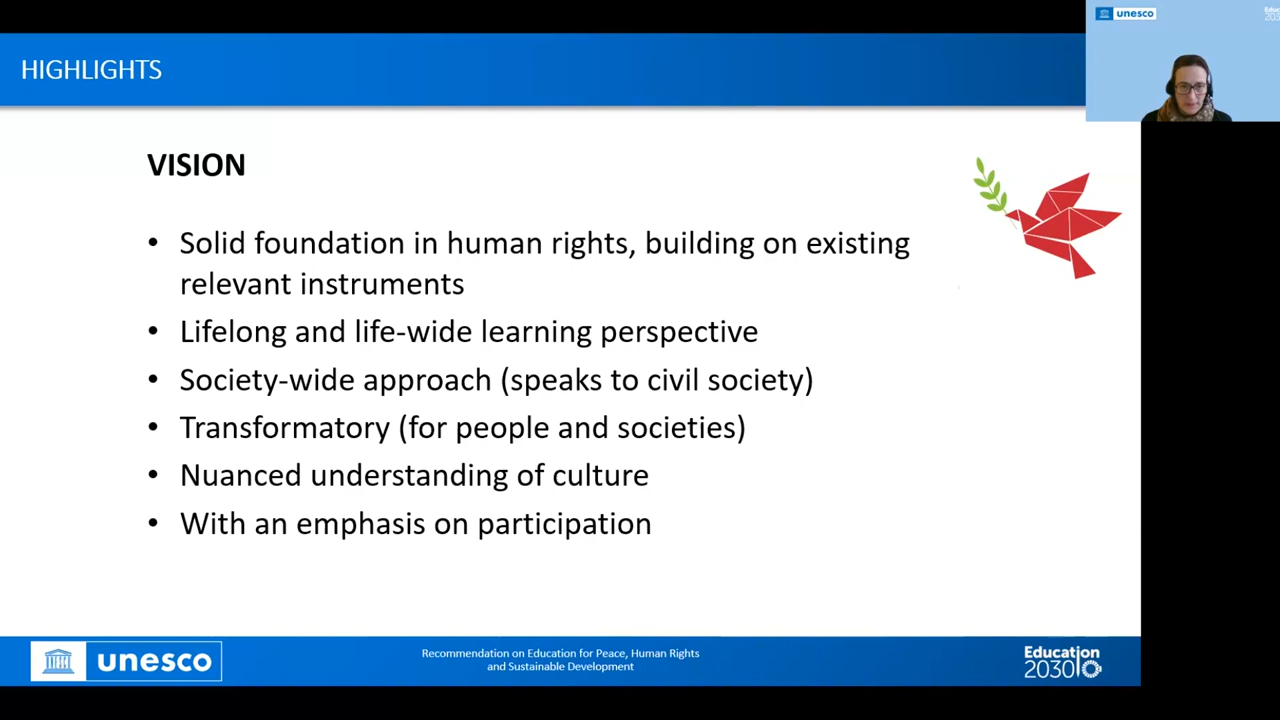 HIGHLIGHTS
unesco
VISION
• Solid foundation in human rights, building on existing
relevant instruments
• Lifelong and life-wide learning perspective
• Society-wide approach (speaks to civil society)
• Transformatory (for people and societies)
• Nuanced understanding of culture
• With an emphasis on participation
unesco
Recommendation on Education for Peace, Human Rights
and Sustainable Development
Education
2030